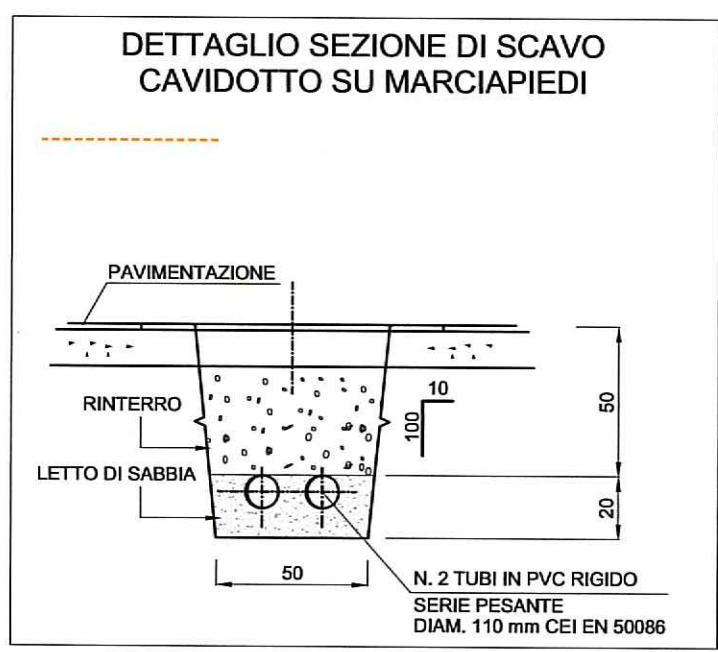 DETTAGLIO SEZIONE DI SCAVO
CAVIDOTTO SU MARCIAPIEDI
PAVIMENTAZIONE
RINTERRO
LETTO DI SABBIA
10
100
50
20
50
N. 2 TUBI IN PVC RIGIDO
SERIE PESANTE
DIAM. 110 mm CEI EN 50086